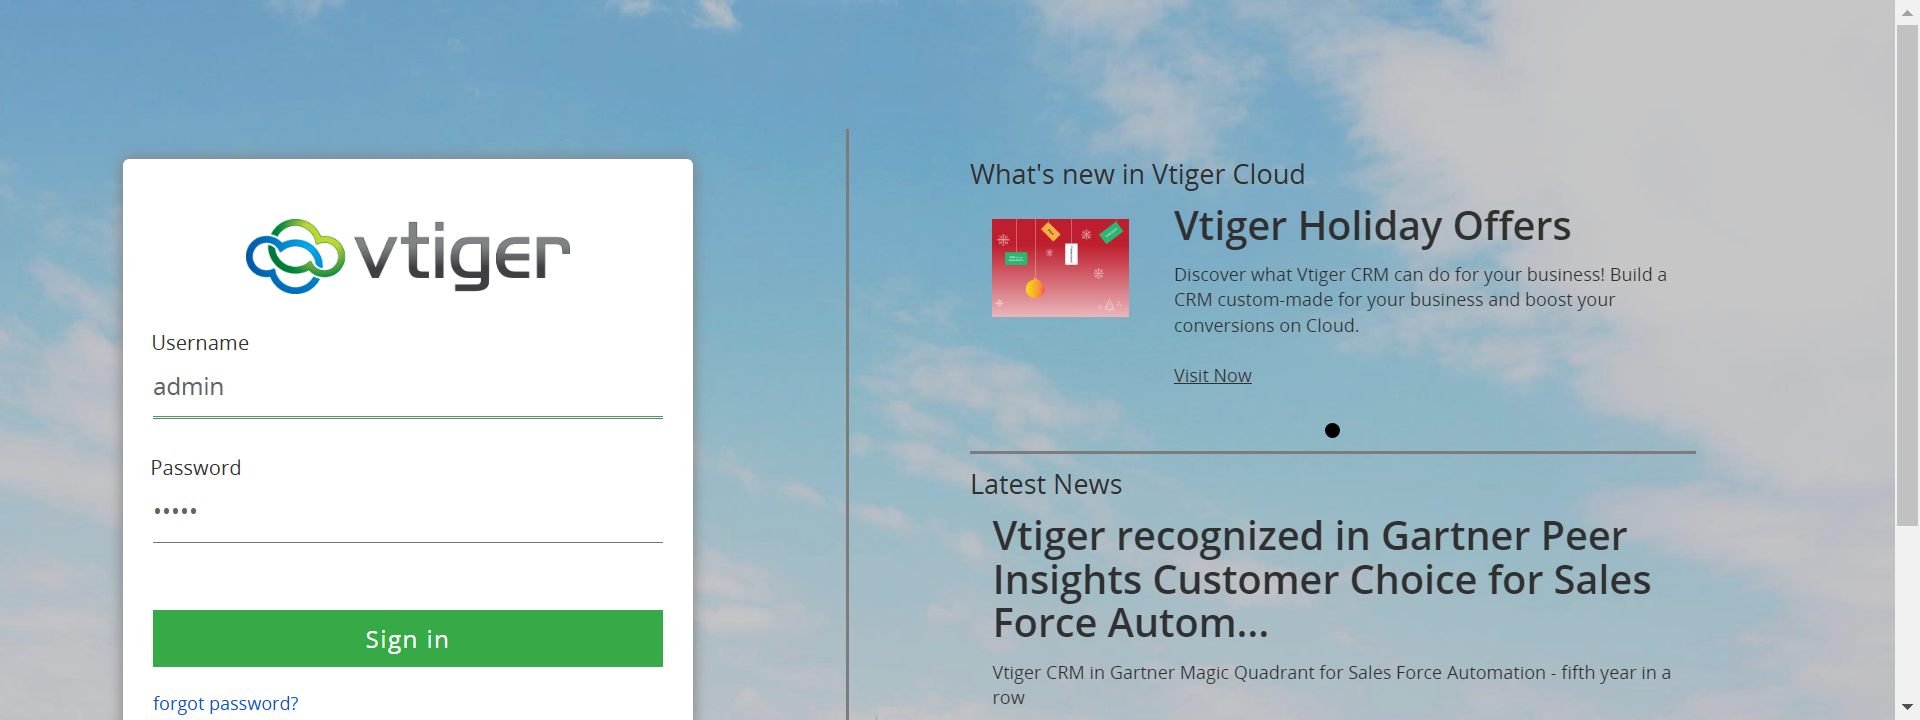 vtiger
Username
admin
Password
•••••
Sign in
forgot password?
What's new in Vtiger Cloud
Vtiger Holiday Offers
Discover what Vtiger CRM can do for your business! Build a
CRM custom-made for your business and boost your
conversions on Cloud.
Visit Now
Latest News
Vtiger recognized in Gartner Peer
Insights Customer Choice for Sales
Force Autom...
Vtiger CRM in Gartner Magic Quadrant for Sales Force Automation - fifth year in a
row